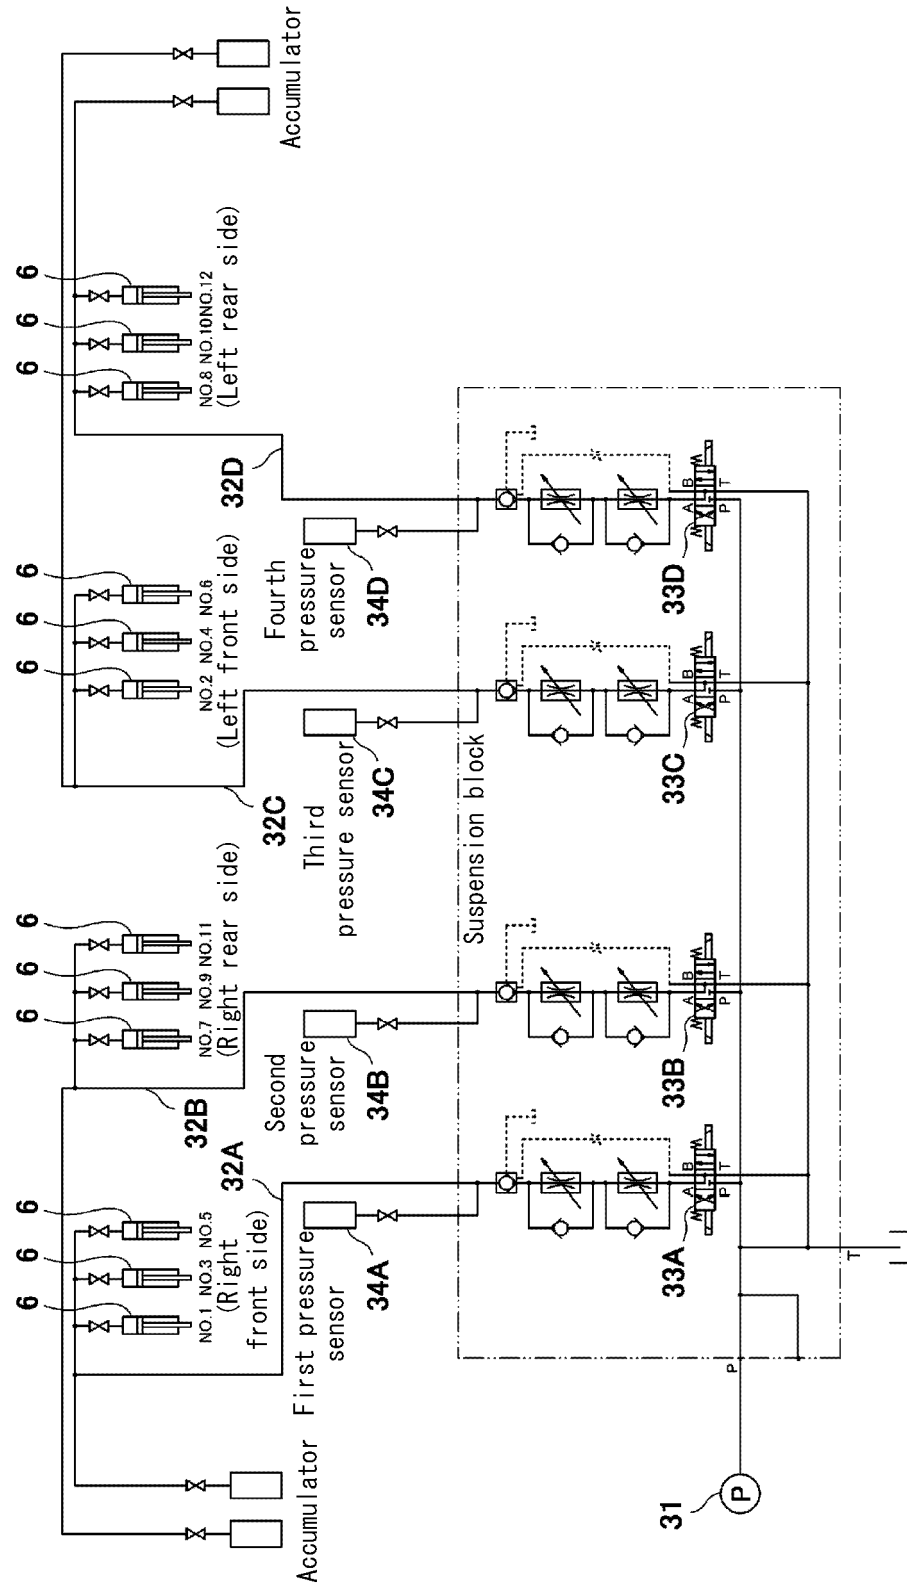 6 6 6 6 6 6 6 6 6 6 6 6
NO.1 NO.3 NO.5
(Right
front side)
NO.7 NO.9 NO.11
(Right rear side)
NO.2 NO.4 NO.6
(Left front side)
NO.8 NO.10 NO.12
(Left rear side)
Accumulator
Accumulator
32A
32B
32C
32D
First pressure
sensor
34A
Second
pressure
sensor
34B
Third
pressure sensor
34C
Fourth
pressure
sensor
34D
Suspension block
33A
A B
P T
33B
A B
P T
33C
A B
P T
33D
A B
P T
31
P
P
T